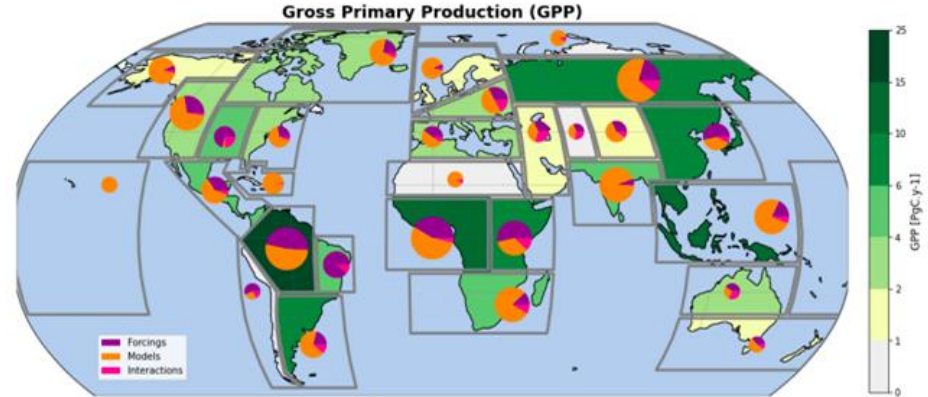 Gross Primary Production (GPP)
25
15
10
6
4
2
1
0
GPP [PgC.y-1]
Forcings
Models
Interactions